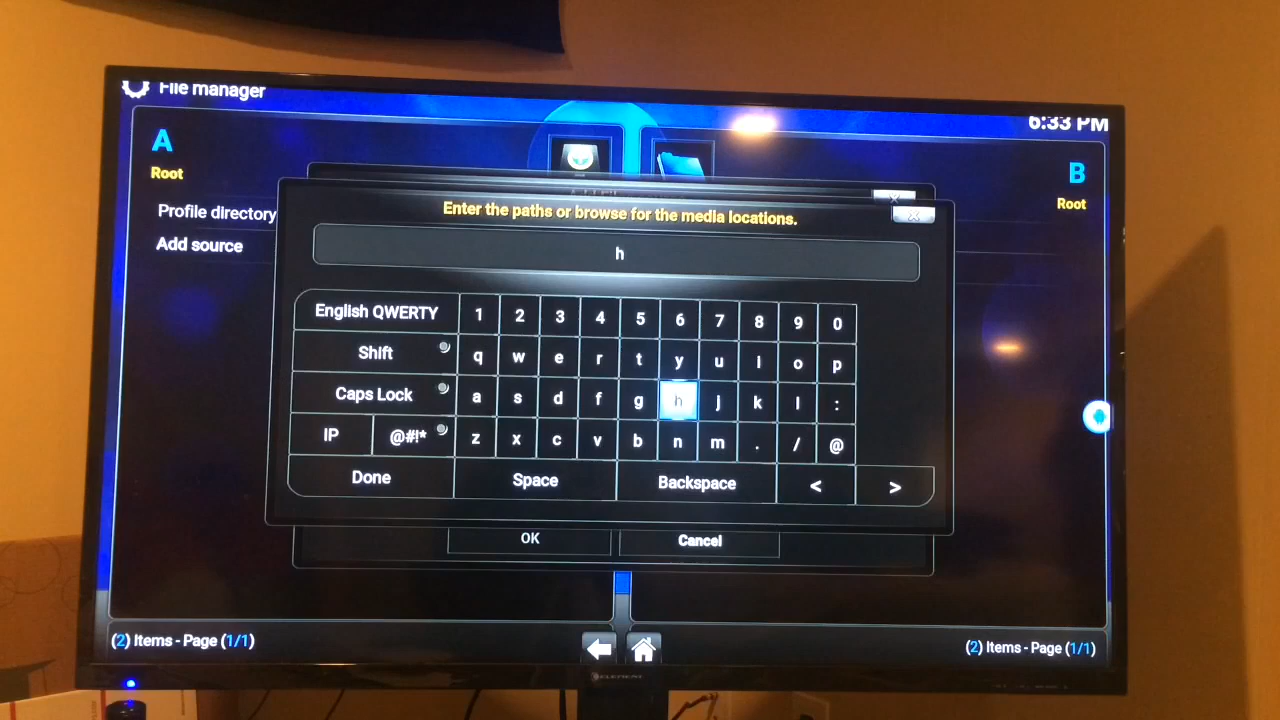 File manager
6:33 PM
A
B
Root
Root
Profile directory
Add source
Enter the paths or browse for the media locations.
h
English QWERTY 1 2 3 4 5 6 7 8 9 0
Shift q w e r t y u i o p
Caps Lock a s d f g h j k l :
IP @#!* z x c v b n m . / @
Done Space Backspace < >
OK Cancel
(2) Items - Page (1/1)
(2) Items - Page (1/1)
ELEMENT